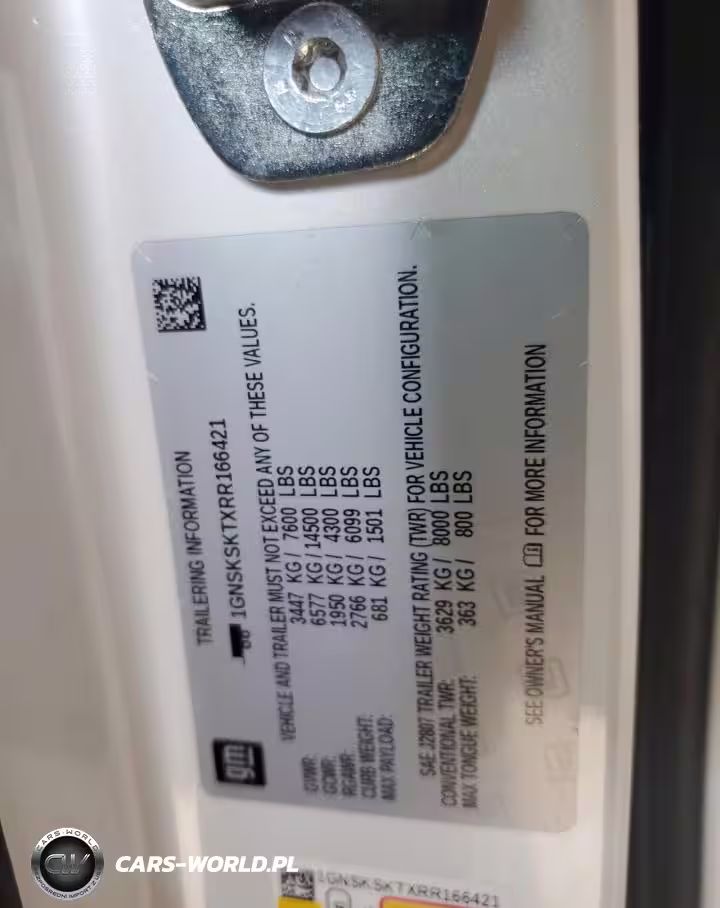 TRAILERING INFORMATION
1GNSKSKTXRR166421
gm
VEHICLE AND TRAILER MUST NOT EXCEED ANY OF THESE VALUES.
GVWR: 3447 KG / 7600 LBS
GCWR: 6577 KG / 14500 LBS
RGAWR: 1950 KG / 4300 LBS
CURB WEIGHT: 2766 KG / 6099 LBS
MAX PAYLOAD: 681 KG / 1501 LBS
SAE J2807 TRAILER WEIGHT RATING (TWR) FOR VEHICLE CONFIGURATION.
CONVENTIONAL TWR: 3629 KG / 8000 LBS
MAX TONGUE WEIGHT: 363 KG / 800 LBS
SEE OWNER'S MANUAL FOR MORE INFORMATION
1GNSKSKTXRR166421
CARS-WORLD
CW
CARS-WORLD.PL